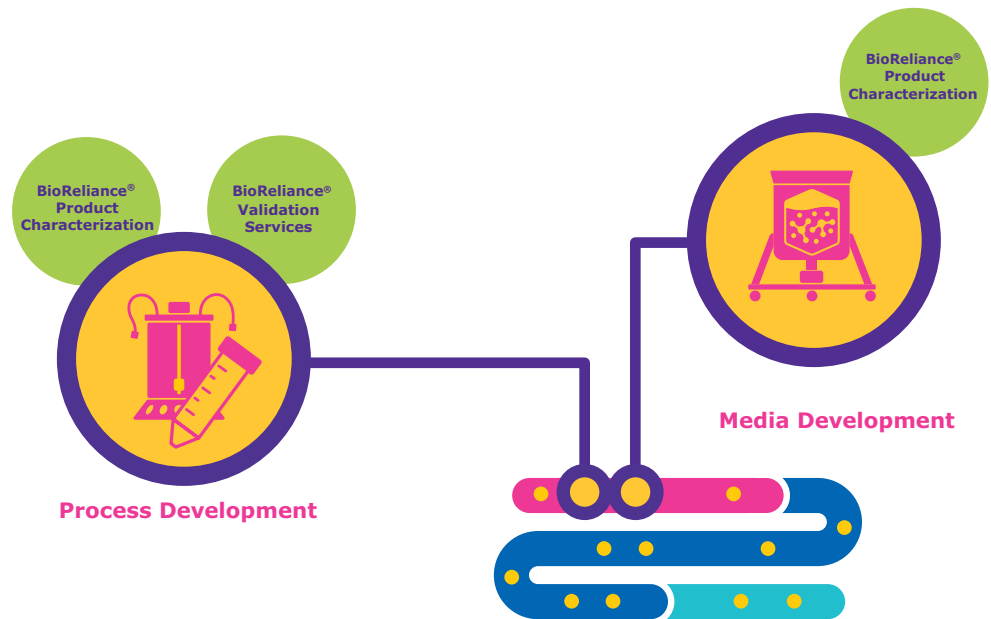 BioReliance®
Product
Characterization
BioReliance®
Validation
Services
Process Development
BioReliance®
Product
Characterization
Media Development